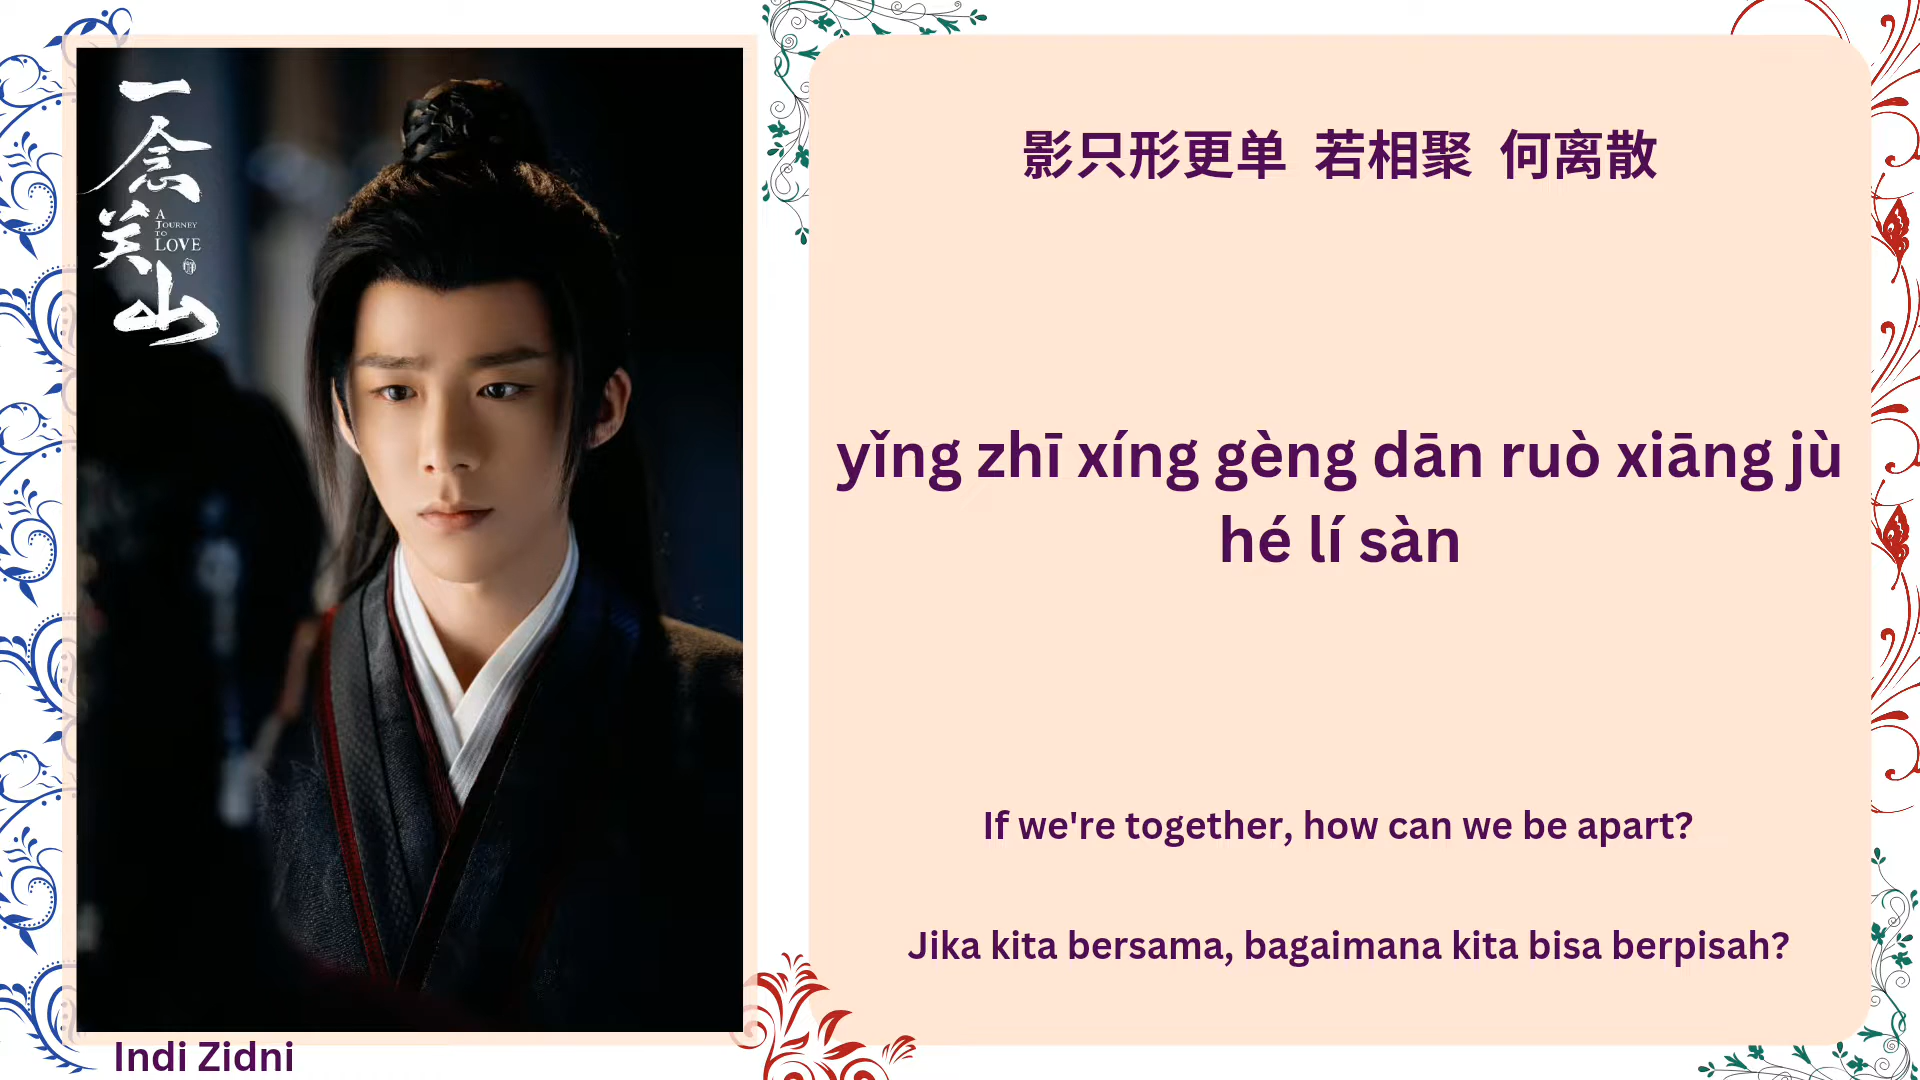 一念关山
A
JOURNEY
TO
LOVE
影只形更单 若相聚 何离散
yǐng zhī xíng gèng dān ruò xiāng jù
hé lí sàn
If we're together, how can we be apart?
Jika kita bersama, bagaimana kita bisa berpisah?
Indi Zidni